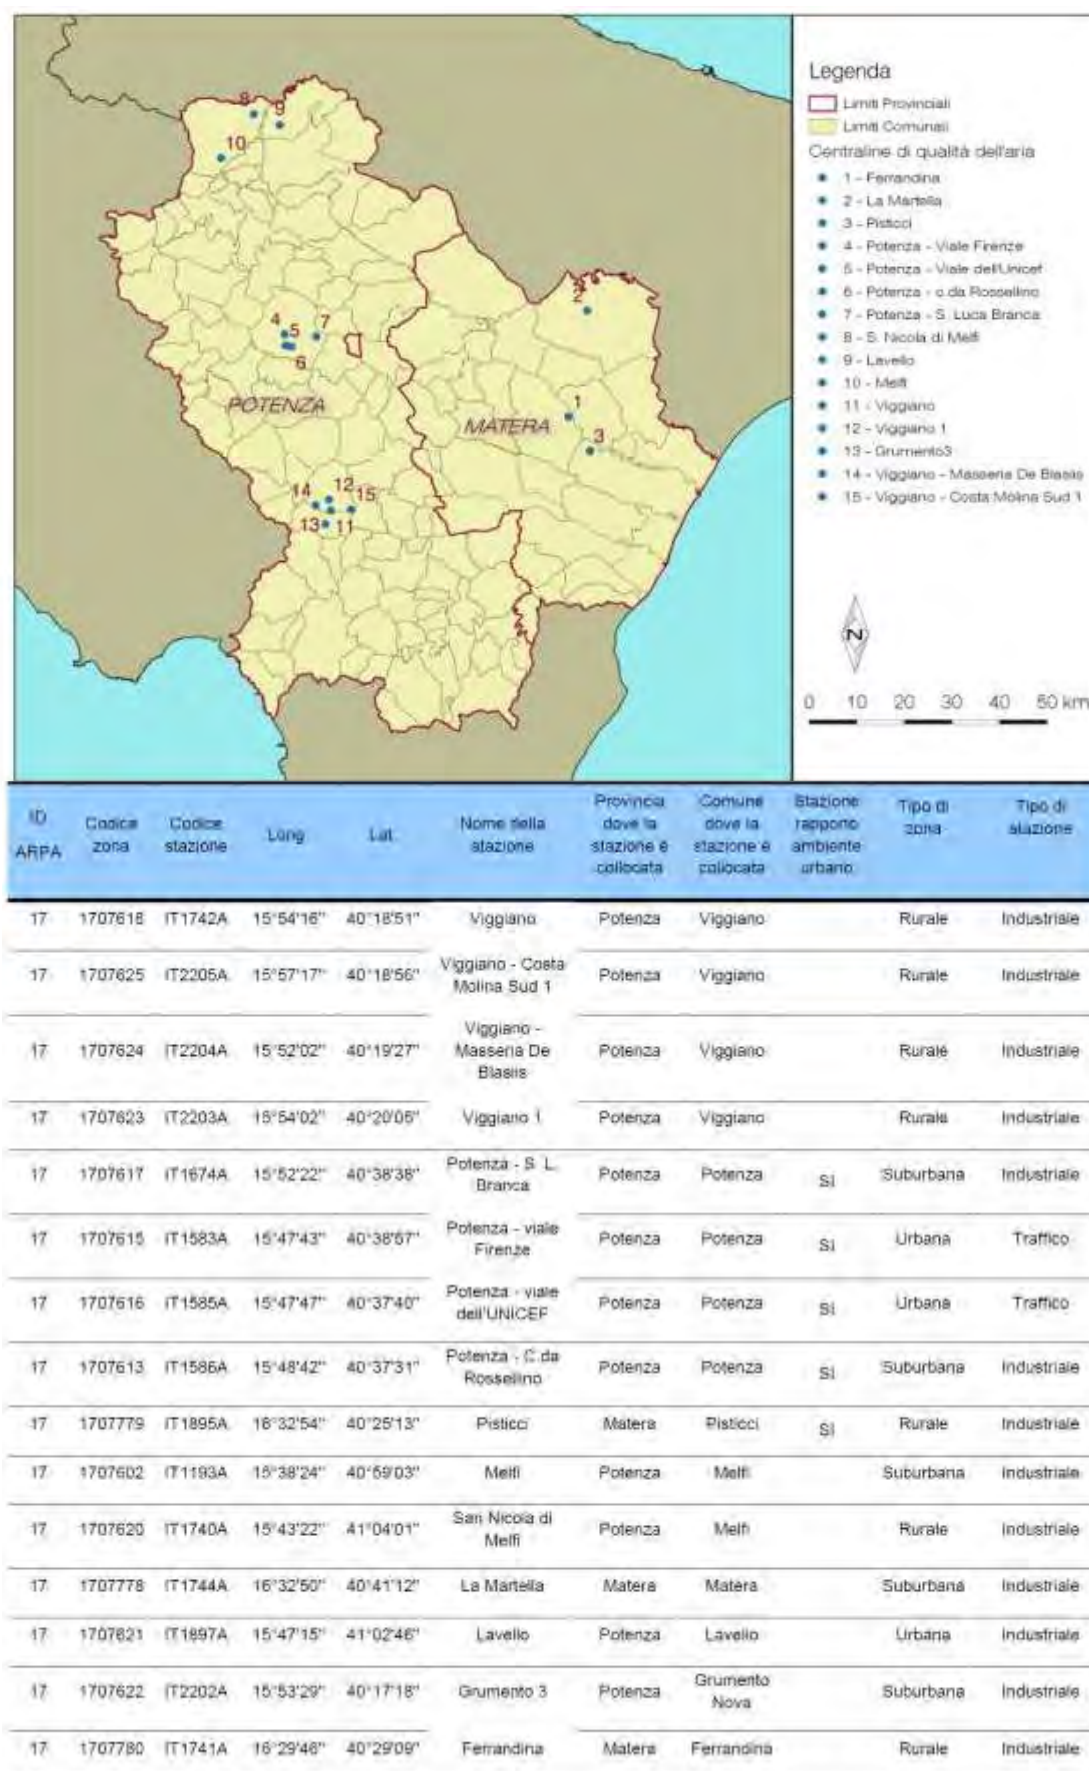 8
9
10
2
4
5
7
6
POTENZA
1
MATERA
3
14
12
15
13
11
Legenda
Limiti Provinciali
Limiti Comunali
Centraline di qualità dell'aria
1 - Ferrandina
2 - La Martella
3 - Pisticci
4 - Potenza - Viale Firenze
5 - Potenza - Viale dell'Unicef
6 - Potenza - c.da Rossellino
7 - Potenza - S. Luca Branca
8 - S. Nicola di Melfi
9 - Lavello
10 - Melfi
11 - Viggiano
12 - Viggiano 1
13 - Grumento3
14 - Viggiano - Masseria De Blasiis
15 - Viggiano - Costa Molina Sud 1
N
0 10 20 30 40 50 km
ID ARPA Codice zona Codice stazione Long Lat Nome della stazione Provincia dove la stazione è collocata Comune dove la stazione è collocata Stazione rapporto ambiente urbano Tipo di zona Tipo di stazione
17 1707618 IT1742A 15°54'16" 40°18'51" Viggiano Potenza Viggiano Rurale Industriale
17 1707625 IT2205A 15°57'17" 40°18'56" Viggiano - Costa Molina Sud 1 Potenza Viggiano Rurale Industriale
17 1707624 IT2204A 15°52'02" 40°19'27" Viggiano - Masseria De Blasiis Potenza Viggiano Rurale Industriale
17 1707623 IT2203A 15°54'02" 40°20'05" Viggiano 1 Potenza Viggiano Rurale Industriale
17 1707617 IT1674A 15°52'22" 40°38'38" Potenza - S. L. Branca Potenza Potenza SI Suburbana Industriale
17 1707615 IT1583A 15°47'43" 40°38'57" Potenza - viale Firenze Potenza Potenza SI Urbana Traffico
17 1707616 IT1585A 15°47'47" 40°37'40" Potenza - viale dell'UNICEF Potenza Potenza SI Urbana Traffico
17 1707613 IT1586A 15°48'42" 40°37'31" Potenza - C.da Rossellino Potenza Potenza SI Suburbana Industriale
17 1707779 IT1895A 16°32'54" 40°25'13" Pisticci Matera Pisticci SI Rurale Industriale
17 1707602 IT1193A 15°38'24" 40°59'03" Melfi Potenza Melfi Suburbana Industriale
17 1707620 IT1740A 15°43'22" 41°04'01" San Nicola di Melfi Potenza Melfi Rurale Industriale
17 1707778 IT1744A 16°32'50" 40°41'12" La Martella Matera Matera Suburbana Industriale
17 1707621 IT1897A 15°47'15" 41°02'46" Lavello Potenza Lavello Urbana Industriale
17 1707622 IT2202A 15°53'29" 40°17'18" Grumento 3 Potenza Grumento Nova Suburbana Industriale
17 1707780 IT1741A 16°29'46" 40°29'09" Ferrandina Matera Ferrandina Rurale Industriale